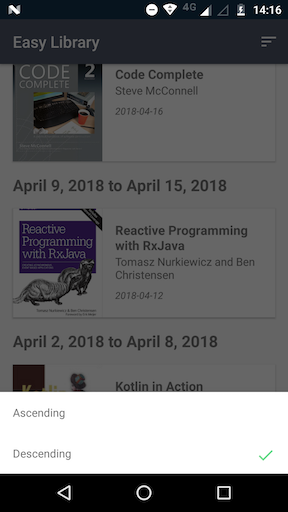 4G 14:16
Easy Library
CODE
COMPLETE 2
Code Complete
Steve McConnell
2018-04-16
April 9, 2018 to April 15, 2018
Reactive
Programming
with RxJava
Reactive Programming
with RxJava
Tomasz Nurkiewicz and Ben
Christensen
2018-04-12
April 2, 2018 to April 8, 2018
Kotlin in Action
Ascending
Descending